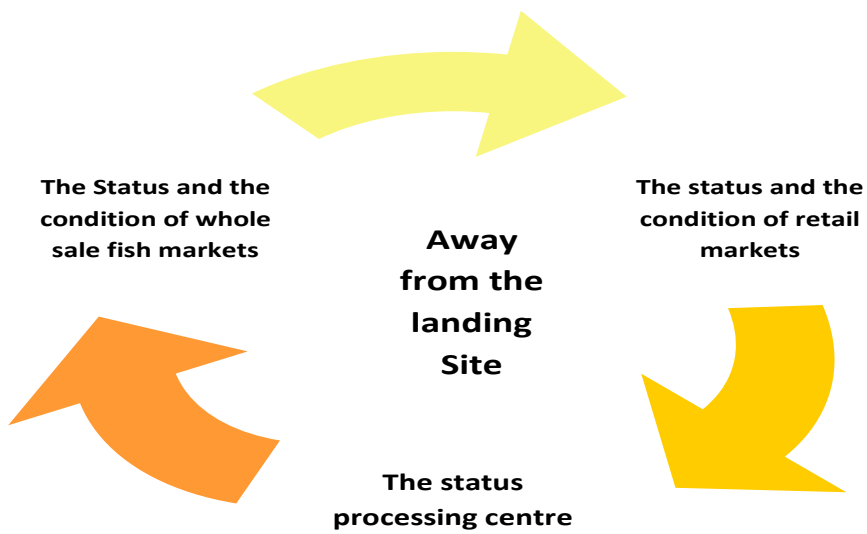 The Status and the
condition of whole
sale fish markets
The status and the
condition of retail
markets
Away
from the
landing
Site
The status
processing centre